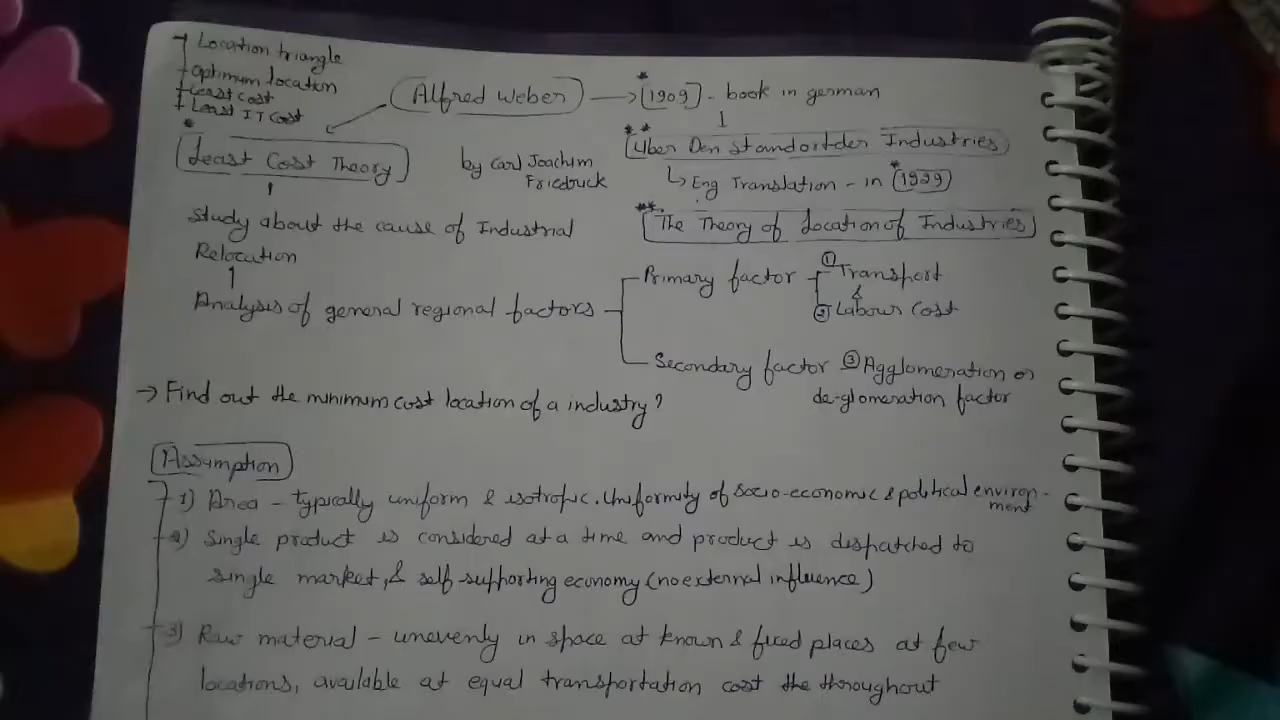 Location triangle
optimum location
Least cost
Least IT cost
Alfred Weber → * [1909] - book in german
* Least Cost Theory
by Carl Joachim
Friedrick
** Uber Den Standortder Industries
↳ Eng Translation - in * (1929)
** The Theory of Location of Industries
Study about the cause of Industrial
Relocution
Analysis of general regional factors
Primary factor
① Transport
&
② Labour cost
Secondary factor ③ Agglomeration or
de-glomeration factor
→ Find out the minimum cost location of a industry?
Assumption
1) Area - typically uniform & isotropic. Uniformity of socio-economic & political environ-
ment
2) Single product is considered at a time and product is dispatched to
single market, & self-supporting economy (no external influence)
3) Raw material - unevenly in space at known & fixed places at few
locations, available at equal transportation cost the throughout